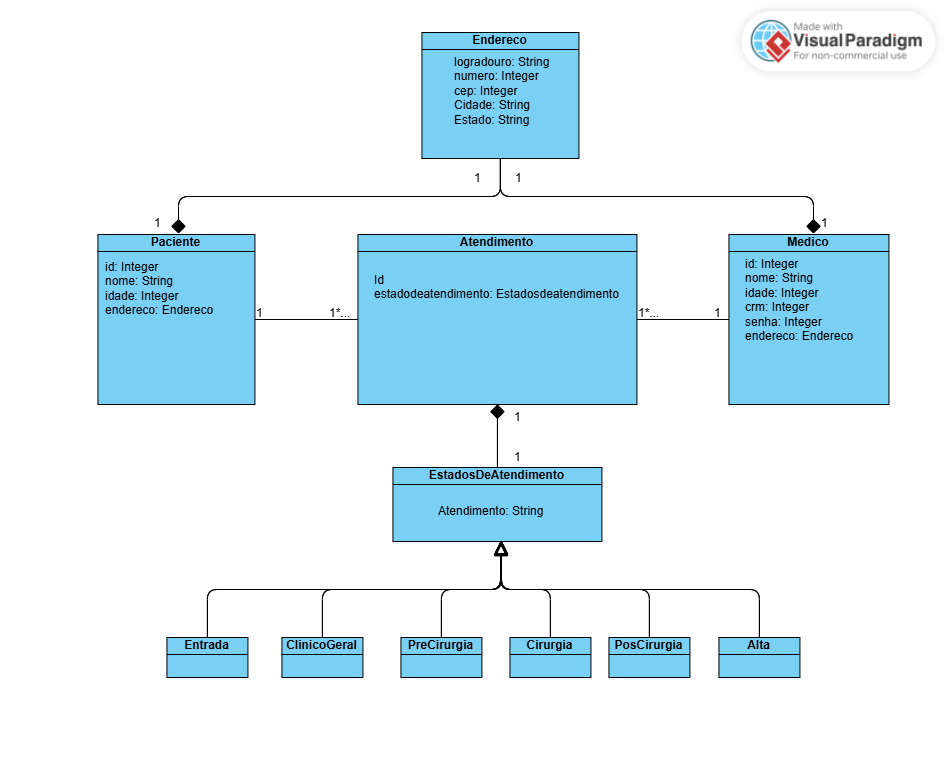 Made with
Visual Paradigm
For non-commercial use
Endereco
logradouro: String
numero: Integer
cep: Integer
Cidade: String
Estado: String
1
1
1
1
Paciente
id: Integer
nome: String
idade: Integer
endereco: Endereco
1
1*...
Atendimento
Id
estadodeatendimento: Estadosdeatendimento
1*...
1
Medico
id: Integer
nome: String
idade: Integer
crm: Integer
senha: Integer
endereco: Endereco
1
1
EstadosDeAtendimento
Atendimento: String
Entrada
ClinicoGeral
PreCirurgia
Cirurgia
PosCirurgia
Alta